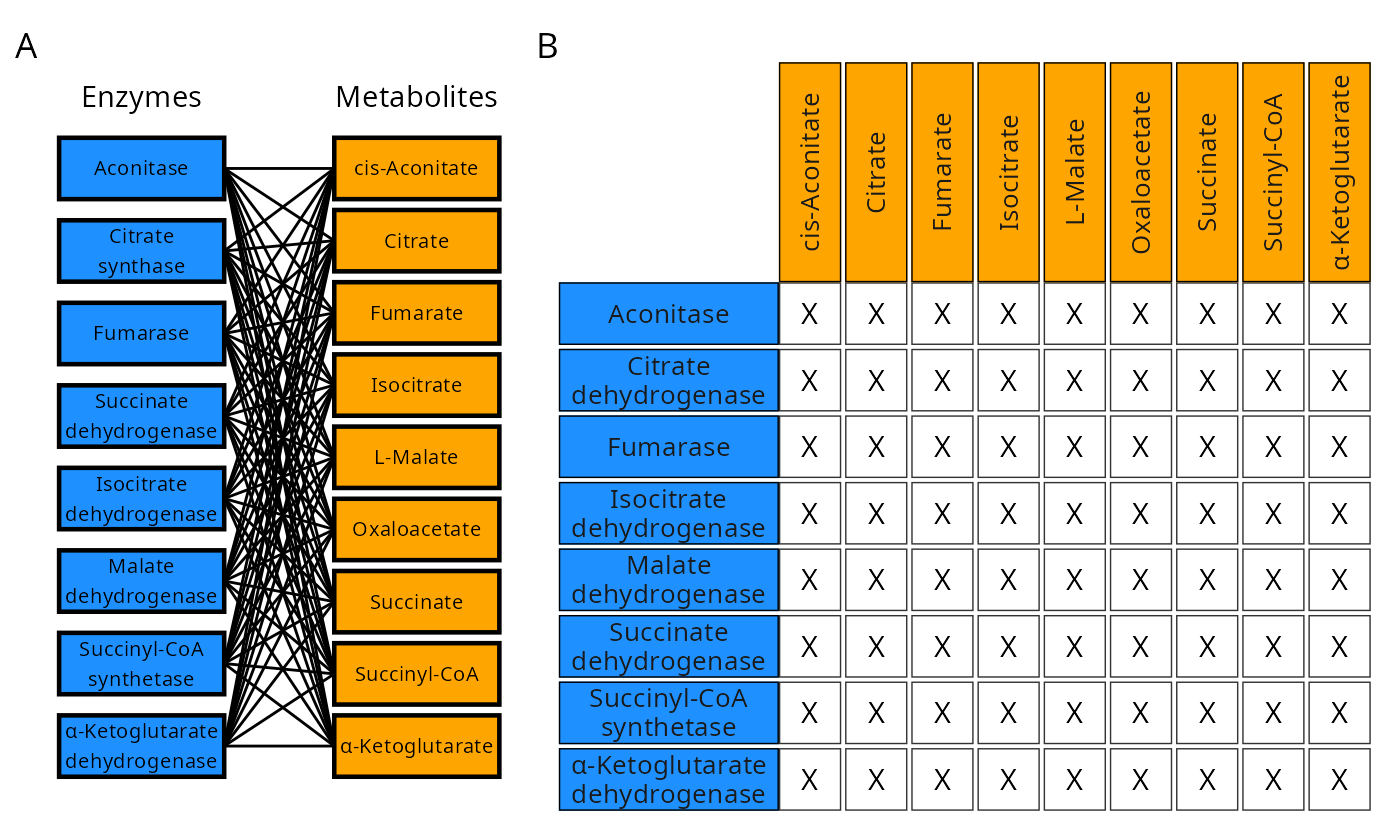 A
Enzymes
Metabolites
Aconitase
Citrate
synthase
Fumarase
Succinate
dehydrogenase
Isocitrate
dehydrogenase
Malate
dehydrogenase
Succinyl-CoA
synthetase
α-Ketoglutarate
dehydrogenase
cis-Aconitate
Citrate
Fumarate
Isocitrate
L-Malate
Oxaloacetate
Succinate
Succinyl-CoA
α-Ketoglutarate
B
cis-Aconitate
Citrate
Fumarate
Isocitrate
L-Malate
Oxaloacetate
Succinate
Succinyl-CoA
α-Ketoglutarate
Aconitase
X X X X X X X X X
Citrate
dehydrogenase
X X X X X X X X X
Fumarase
X X X X X X X X X
Isocitrate
dehydrogenase
X X X X X X X X X
Malate
dehydrogenase
X X X X X X X X X
Succinate
dehydrogenase
X X X X X X X X X
Succinyl-CoA
synthetase
X X X X X X X X X
α-Ketoglutarate
dehydrogenase
X X X X X X X X X